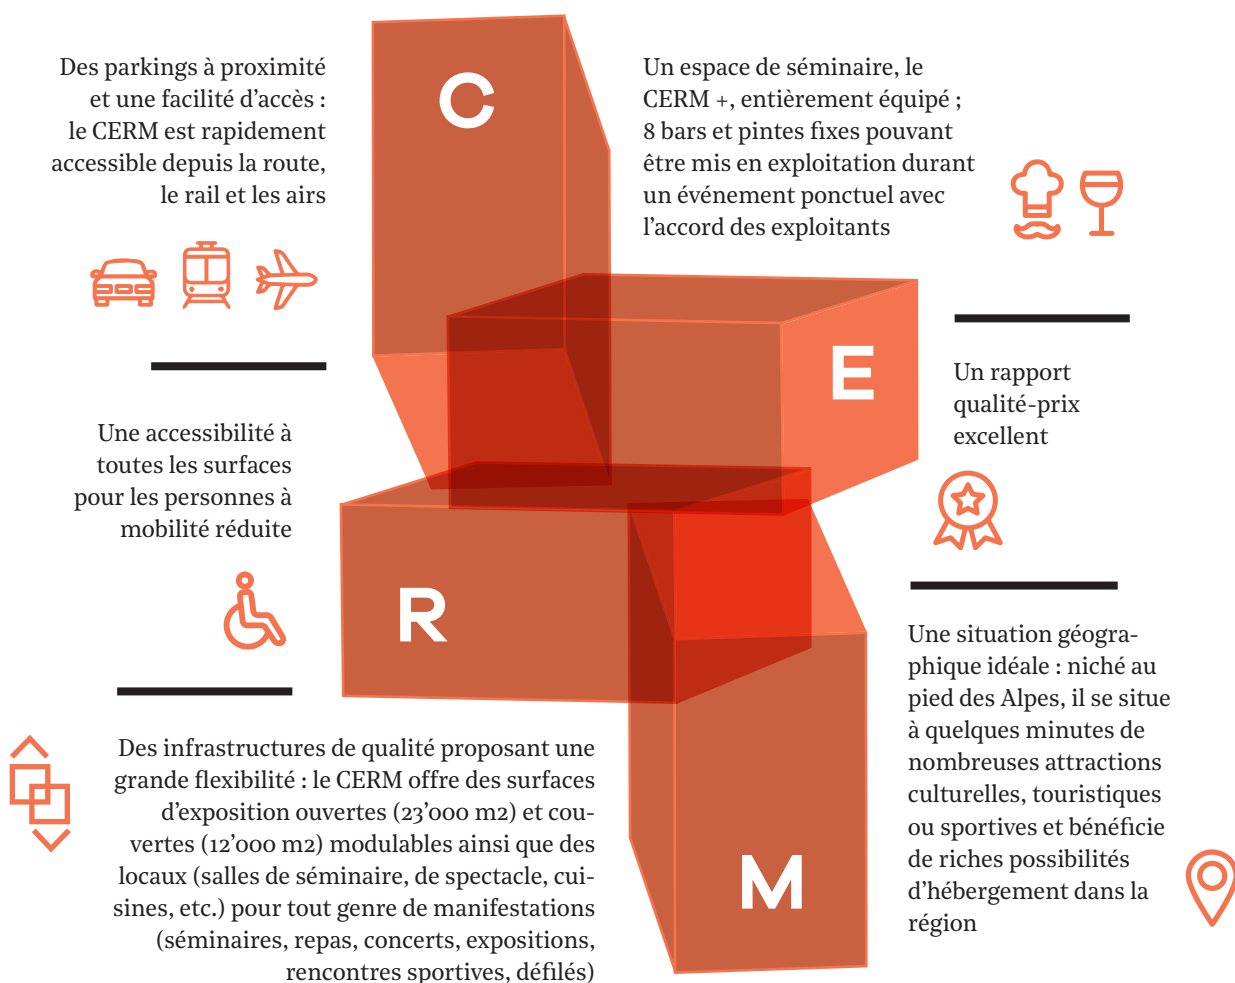 Des parkings à proximité
et une facilité d'accès :
le CERM est rapidement
accessible depuis la route,
le rail et les airs
Une accessibilité à
toutes les surfaces
pour les personnes à
mobilité réduite
Des infrastructures de qualité proposant une
grande flexibilité : le CERM offre des surfaces
d'exposition ouvertes (23'000 m2) et cou-
vertes (12'000 m2) modulables ainsi que des
locaux (salles de séminaire, de spectacle, cui-
sines, etc.) pour tout genre de manifestations
(séminaires, repas, concerts, expositions,
rencontres sportives, défilés)
C
E
R
M
Un espace de séminaire, le
CERM +, entièrement équipé ;
8 bars et pintes fixes pouvant
être mis en exploitation durant
un événement ponctuel avec
l'accord des exploitants
Un rapport
qualité-prix
excellent
Une situation géogra-
phique idéale : niché au
pied des Alpes, il se situe
à quelques minutes de
nombreuses attractions
culturelles, touristiques
ou sportives et bénéficie
de riches possibilités
d'hébergement dans la
région